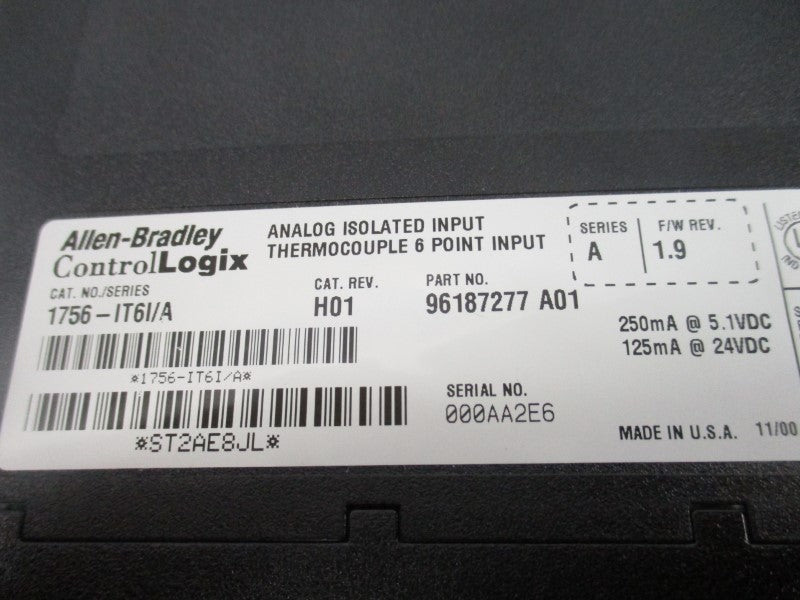 Allen-Bradley
ControlLogix
ANALOG ISOLATED INPUT
THERMOCOUPLE 6 POINT INPUT
SERIES
A
F/W REV.
1.9
CAT. NO./SERIES
1756-IT6I/A
CAT. REV.
H01
PART NO.
96187277 A01
250mA @ 5.1VDC
125mA @ 24VDC
*1756-IT6I/A*
SERIAL NO.
000AA2E6
*ST2AE8JL*
MADE IN U.S.A.
11/00